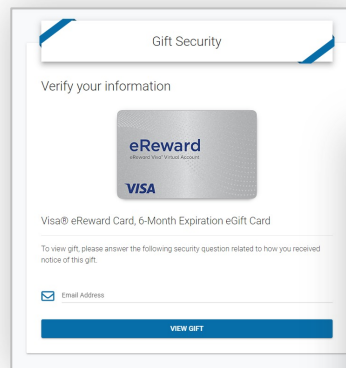 Gift Security
Verify your information
eReward
eReward Visa® Virtual Account
VISA
Visa® eReward Card, 6-Month Expiration eGift Card
To view gift, please answer the following security question related to how you received
notice of this gift.
Email Address
VIEW GIFT